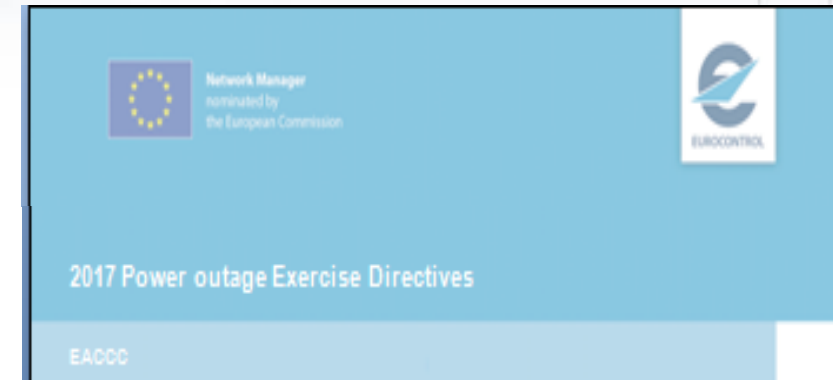 Network Manager
nominated by
the European Commission
EUROCONTROL
2017 Power outage Exercise Directives
EACCC